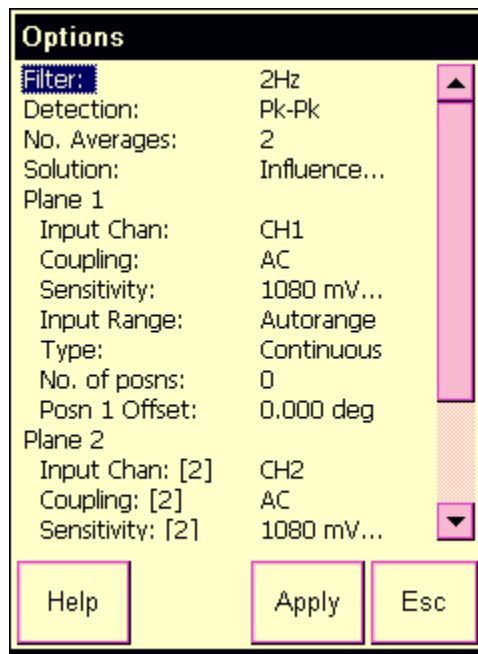 Options
Filter: 2Hz
Detection: Pk-Pk
No. Averages: 2
Solution: Influence...
Plane 1
Input Chan: CH1
Coupling: AC
Sensitivity: 1080 mV...
Input Range: Autorange
Type: Continuous
No. of posns: 0
Posn 1 Offset: 0.000 deg
Plane 2
Input Chan: [2] CH2
Coupling: [2] AC
Sensitivity: [2] 1080 mV...
Help Apply Esc